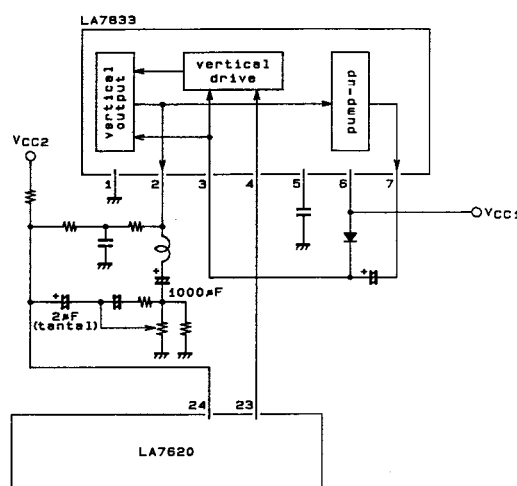 LA7833
vertical output
vertical drive
pump-up
VCC2
1 2 3 4 5 6 7
VCC1
+
+
1000μF
+
2μF
(tantal)
24 23
LA7620